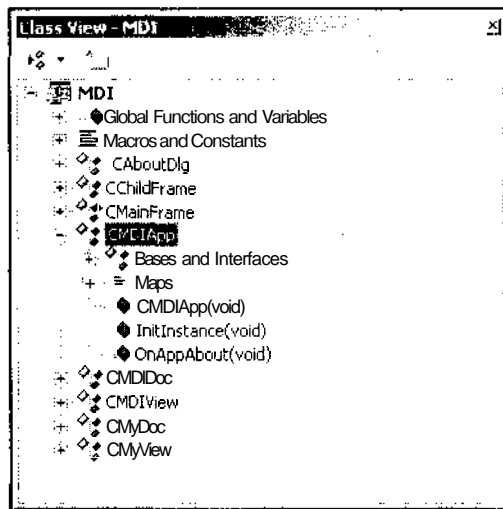 Class View - MDI
MDI
Global Functions and Variables
Macros and Constants
CAboutDlg
CChildFrame
CMainFrame
CMDIApp
Bases and Interfaces
Maps
CMDIApp(void)
InitInstance(void)
OnAppAbout(void)
CMDIDoc
CMDIView
CMyDoc
CMyView